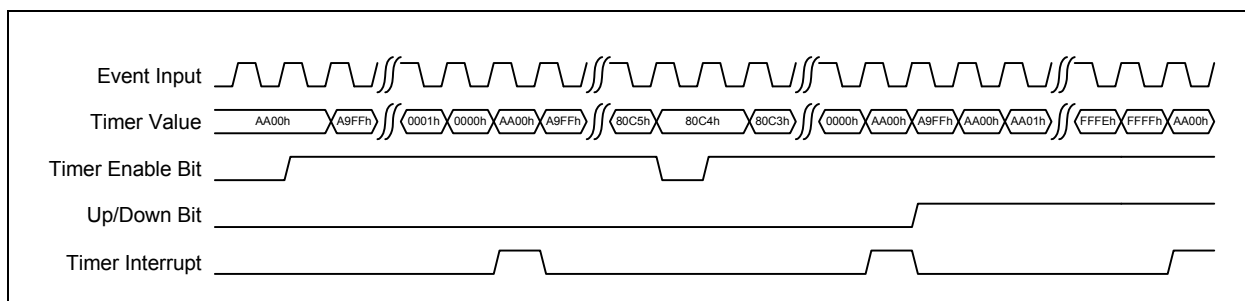 Event Input
Timer Value AA00h A9FFh 0001h 0000h AA00h A9FFh 80C5h 80C4h 80C3h 0000h AA00h A9FFh AA00h AA01h FFFEh FFFFh AA00h
Timer Enable Bit
Up/Down Bit
Timer Interrupt